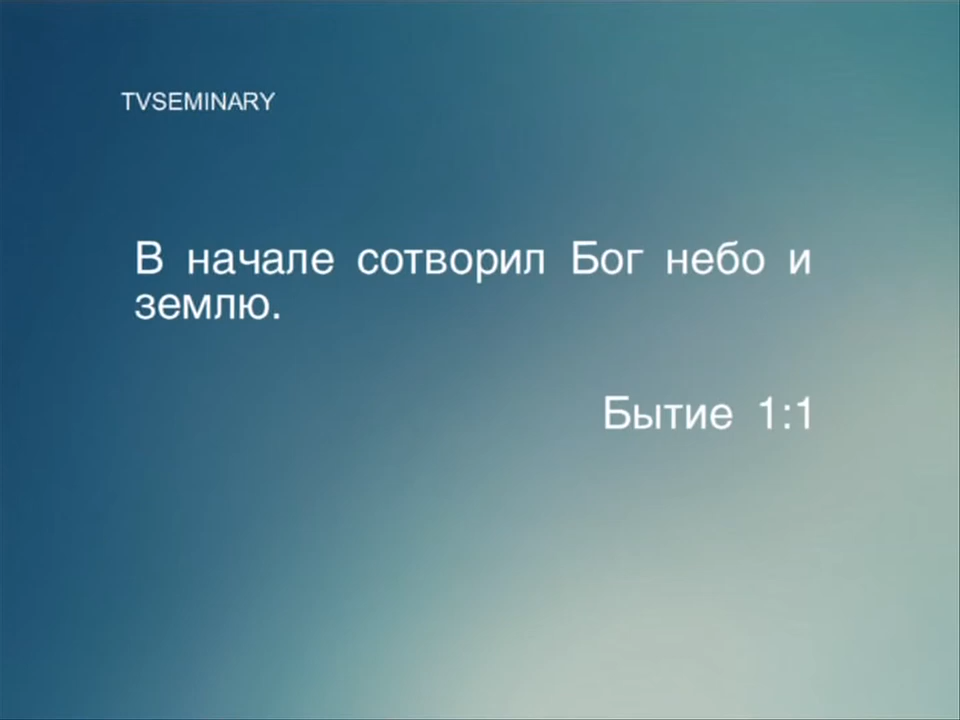 TVSEMINARY
В начале сотворил Бог небо и
землю.
Бытие 1:1